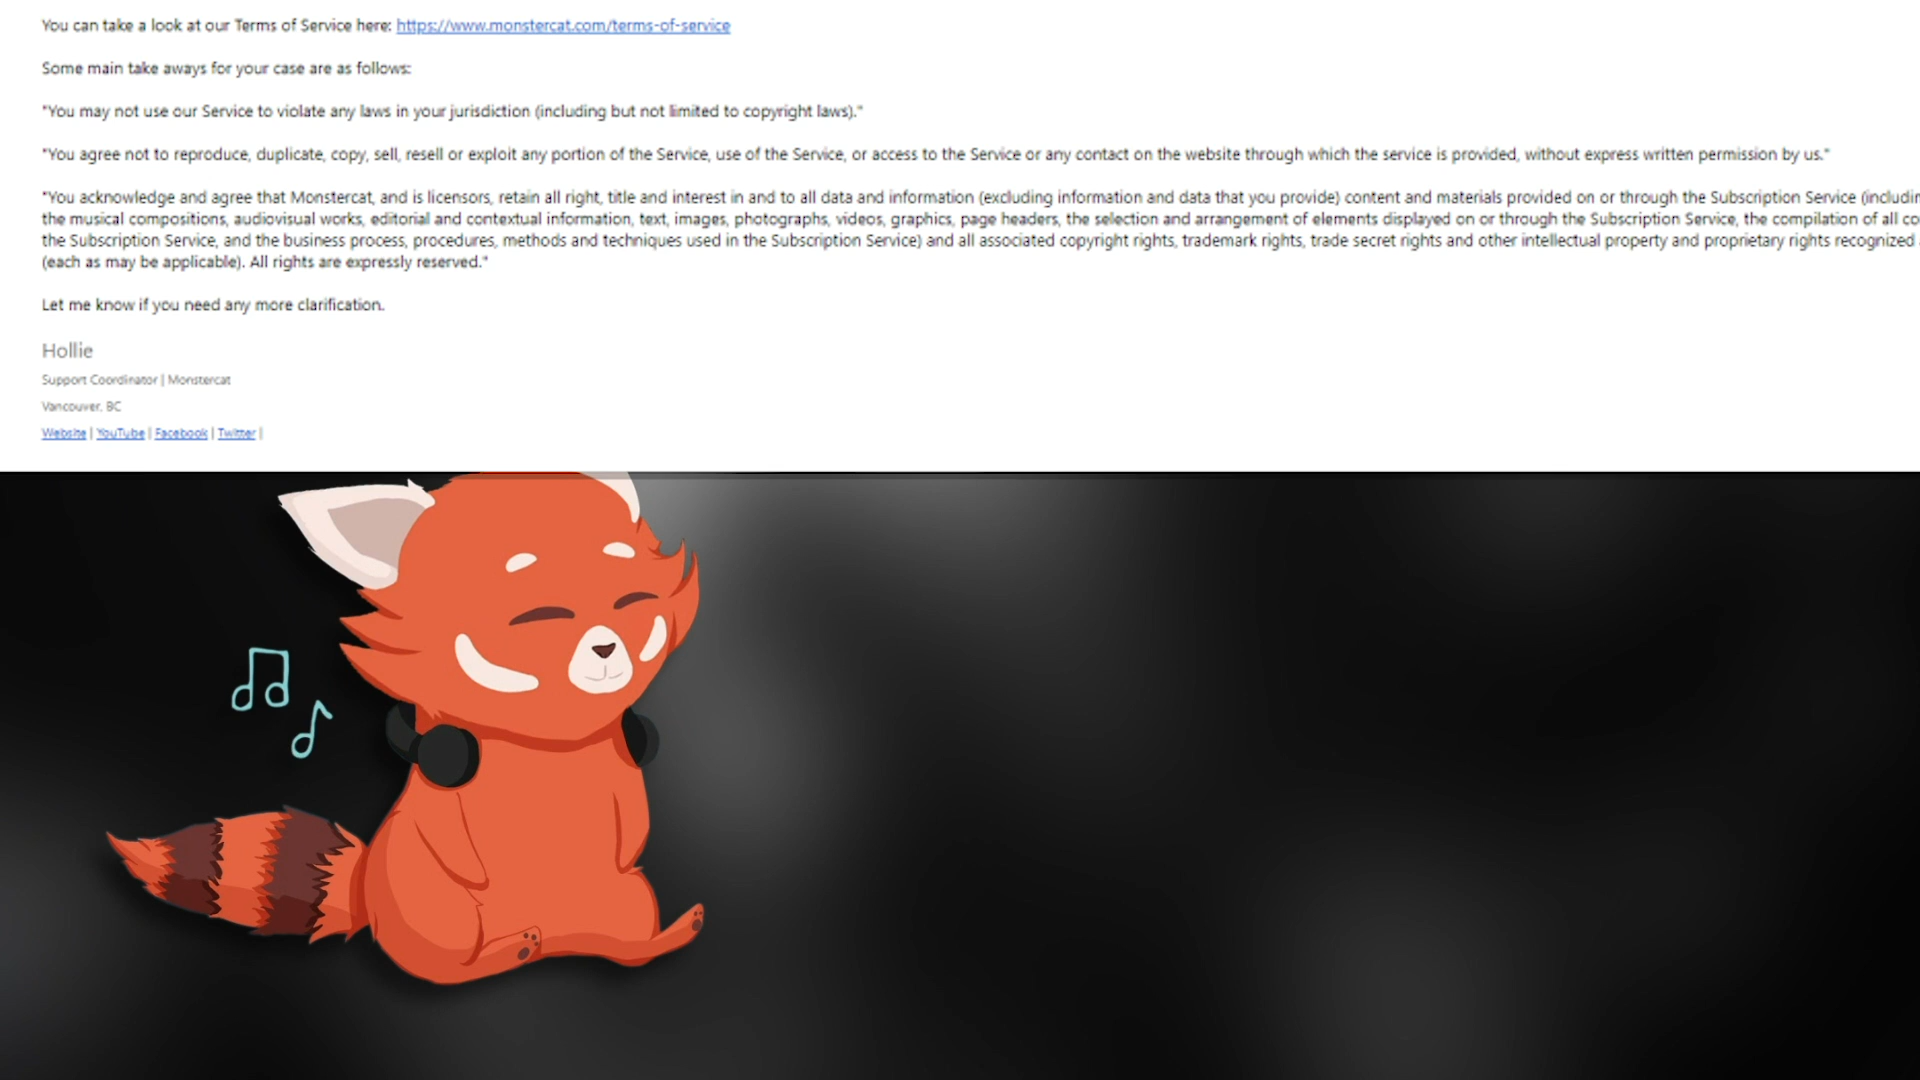 You can take a look at our Terms of Service here: https://www.monstercat.com/terms-of-service
Some main take aways for your case are as follows:
"You may not use our Service to violate any laws in your jurisdiction (including but not limited to copyright laws)."
"You agree not to reproduce, duplicate, copy, sell, resell or exploit any portion of the Service, use of the Service, or access to the Service or any contact on the website through which the service is provided, without express written permission by us."
"You acknowledge and agree that Monstercat, and is licensors, retain all right, title and interest in and to all data and information (excluding information and data that you provide) content and materials provided on or through the Subscription Service (includin
the musical compositions, audiovisual works, editorial and contextual information, text, images, photographs, videos, graphics, page headers, the selection and arrangement of elements displayed on or through the Subscription Service, the compilation of all co
the Subscription Service, and the business process, procedures, methods and techniques used in the Subscription Service) and all associated copyright rights, trademark rights, trade secret rights and other intellectual property and proprietary rights recognized
(each as may be applicable). All rights are expressly reserved."
Let me know if you need any more clarification.
Hollie
Support Coordinator | Monstercat
Vancouver, BC
Website | YouTube | Facebook | Twitter |